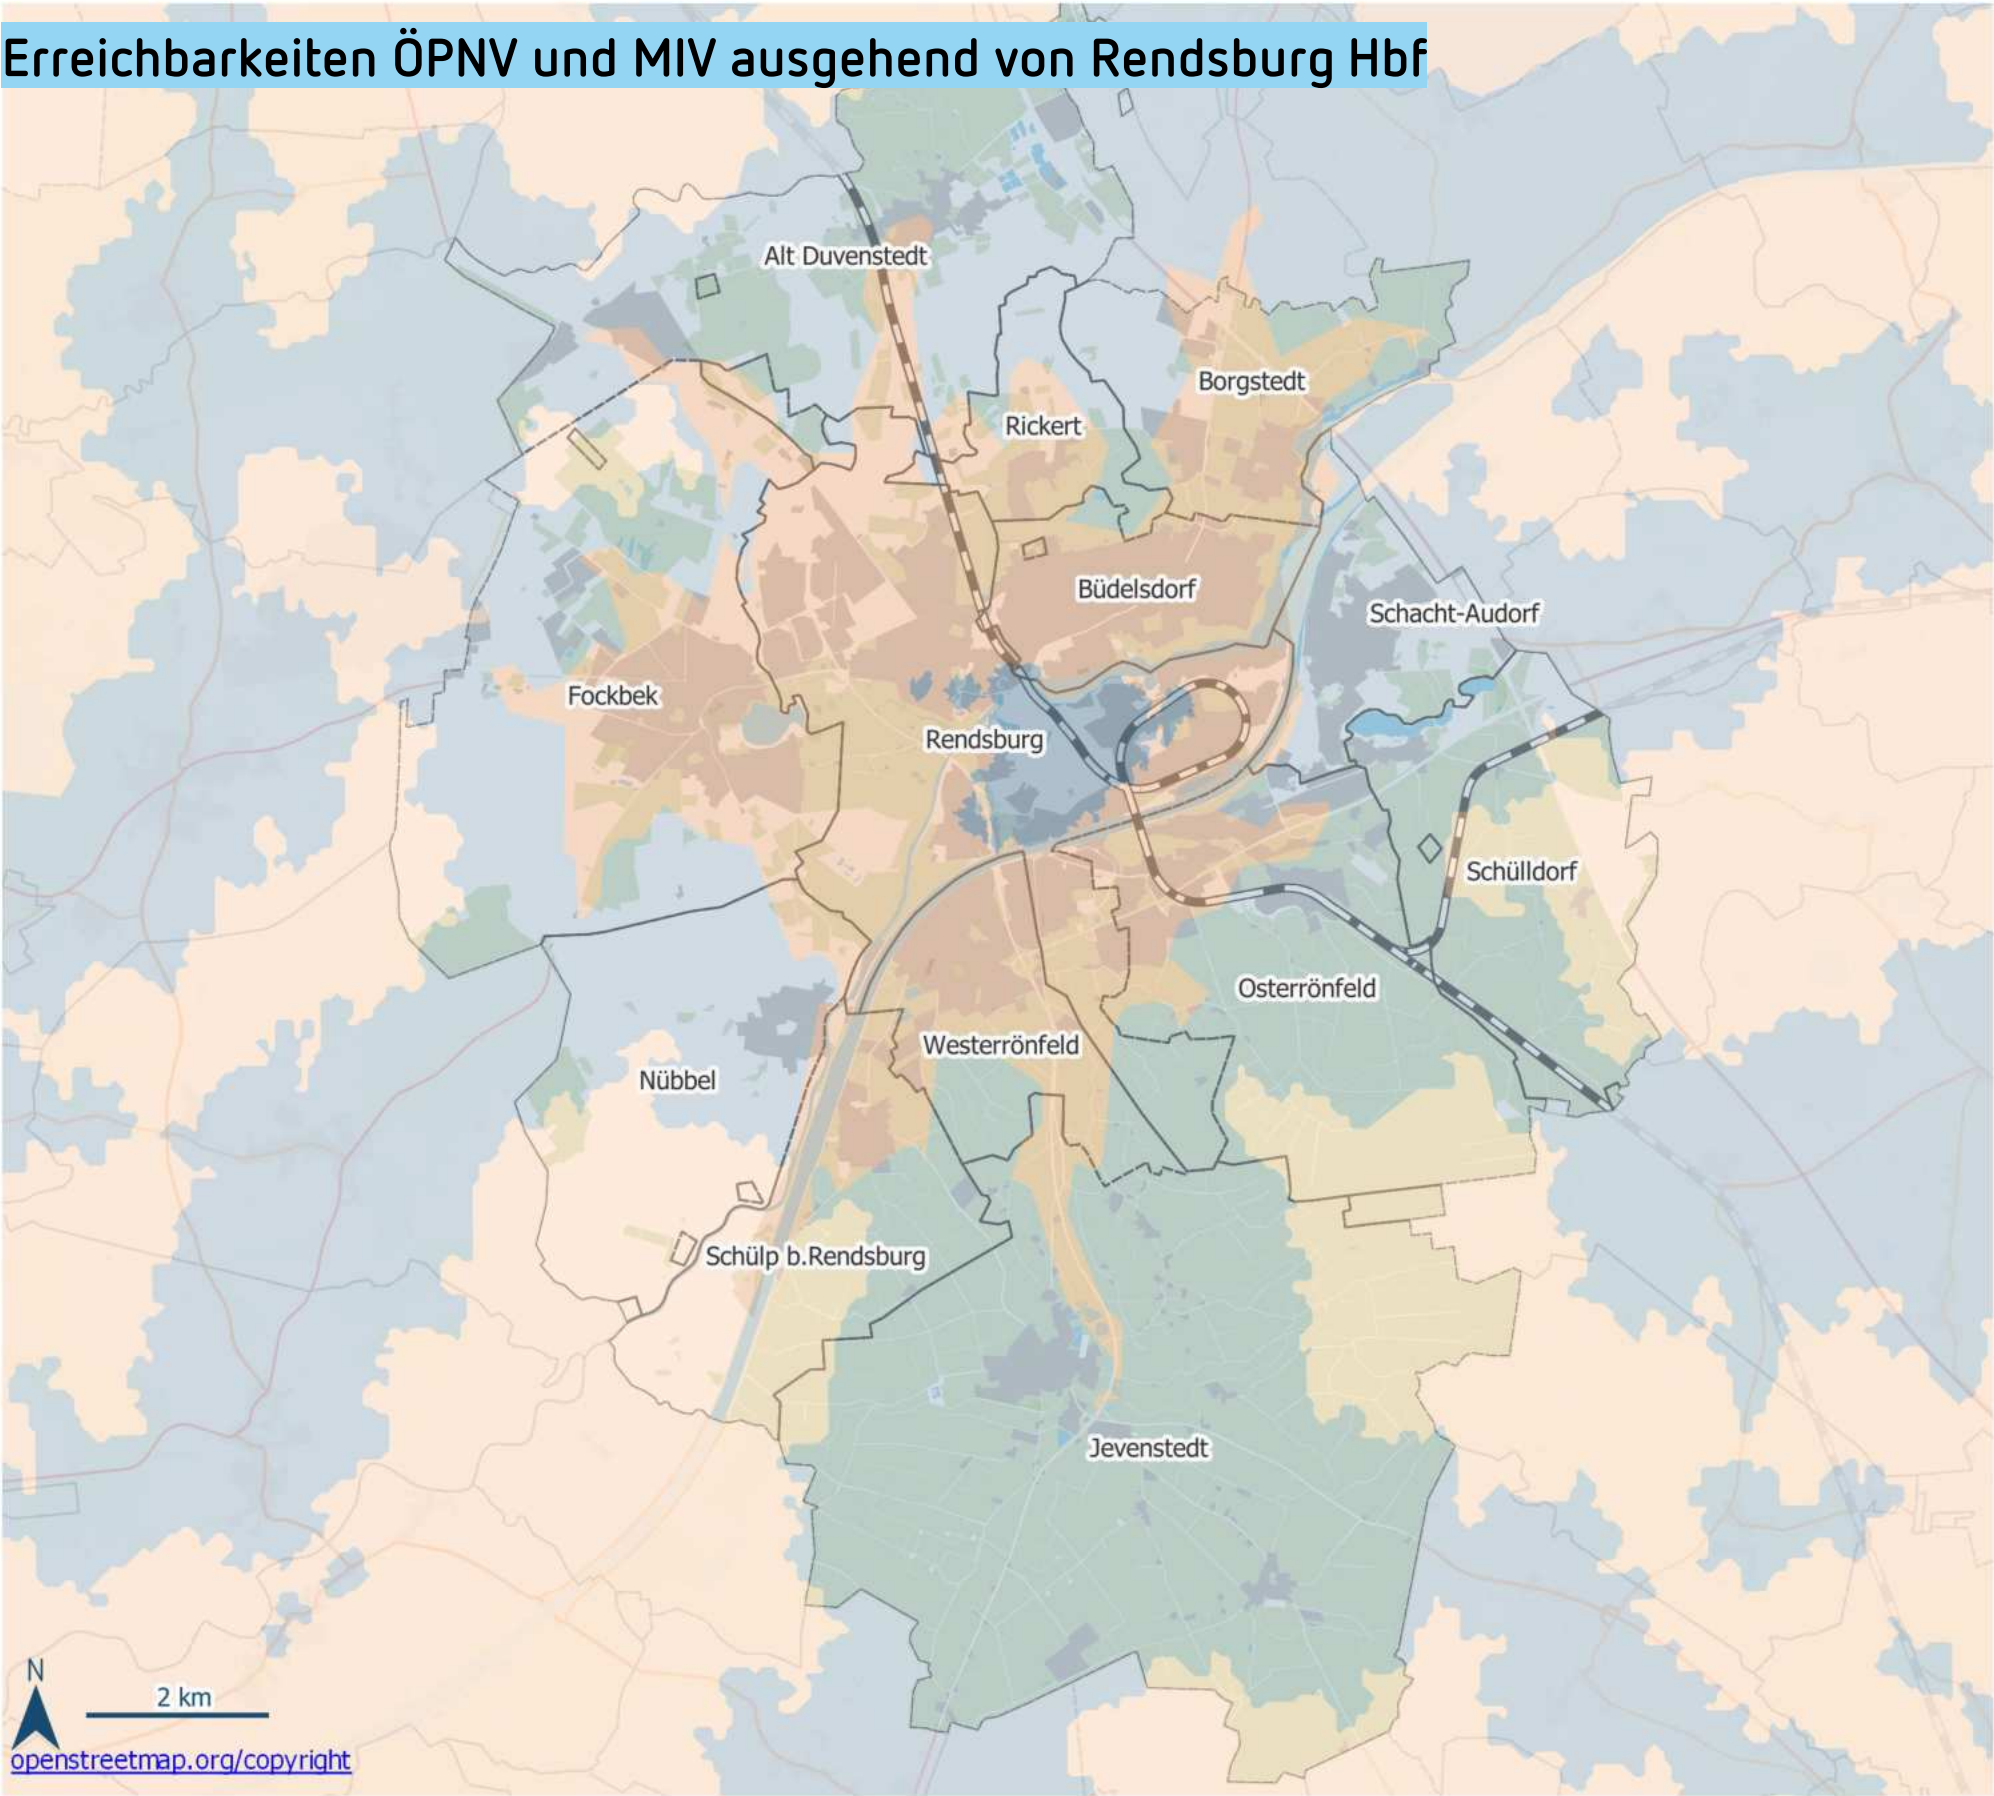 Erreichbarkeiten ÖPNV und MIV ausgehend von Rendsburg Hbf
Alt Duvenstedt
Borgstedt
Rickert
Büdelsdorf
Schacht-Audorf
Fockbek
Rendsburg
Schülldorf
Osterrönfeld
Westerrönfeld
Nübbel
Schülp b.Rendsburg
Jevenstedt
N
2 km
openstreetmap.org/copyright